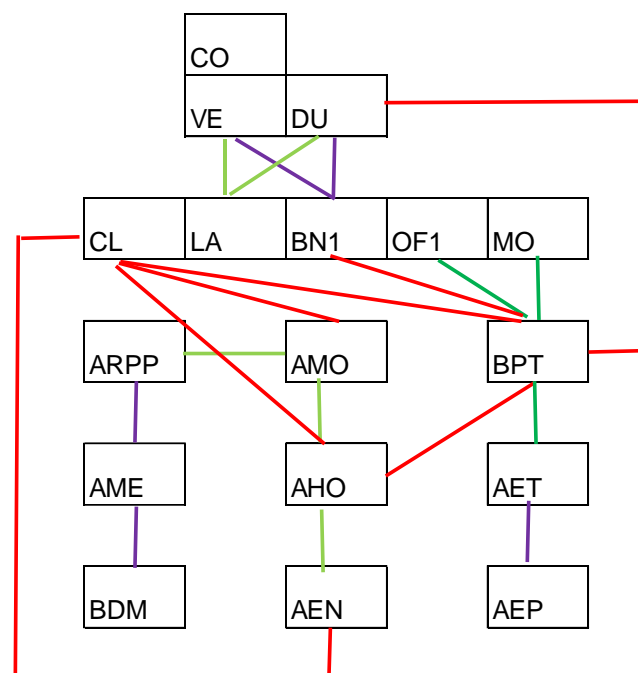 CO
VE DU
CL LA BN1 OF1 MO
ARPP AMO BPT
AME AHO AET
BDM AEN AEP